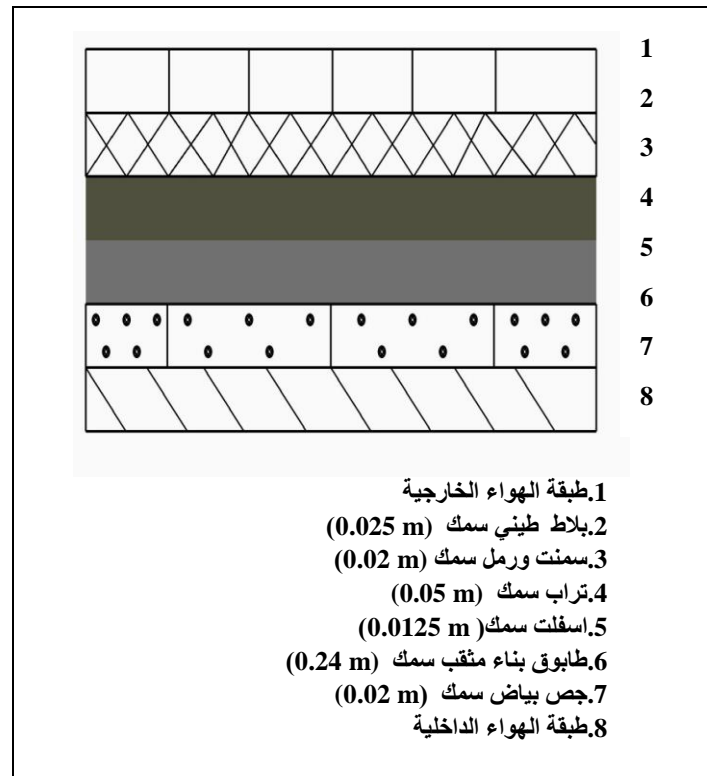 1
2
3
4
5
6
7
8
1.طبقة الهواء الخارجية
2.بلاط طيني سمك (0.025 m)
3.سمنت ورمل سمك (0.02 m)
4.تراب سمك (0.05 m)
5.اسفلت سمك( 0.0125 m)
6.طابوق بناء مثقب سمك (0.24 m)
7.جص بياض سمك (0.02 m)
8.طبقة الهواء الداخلية